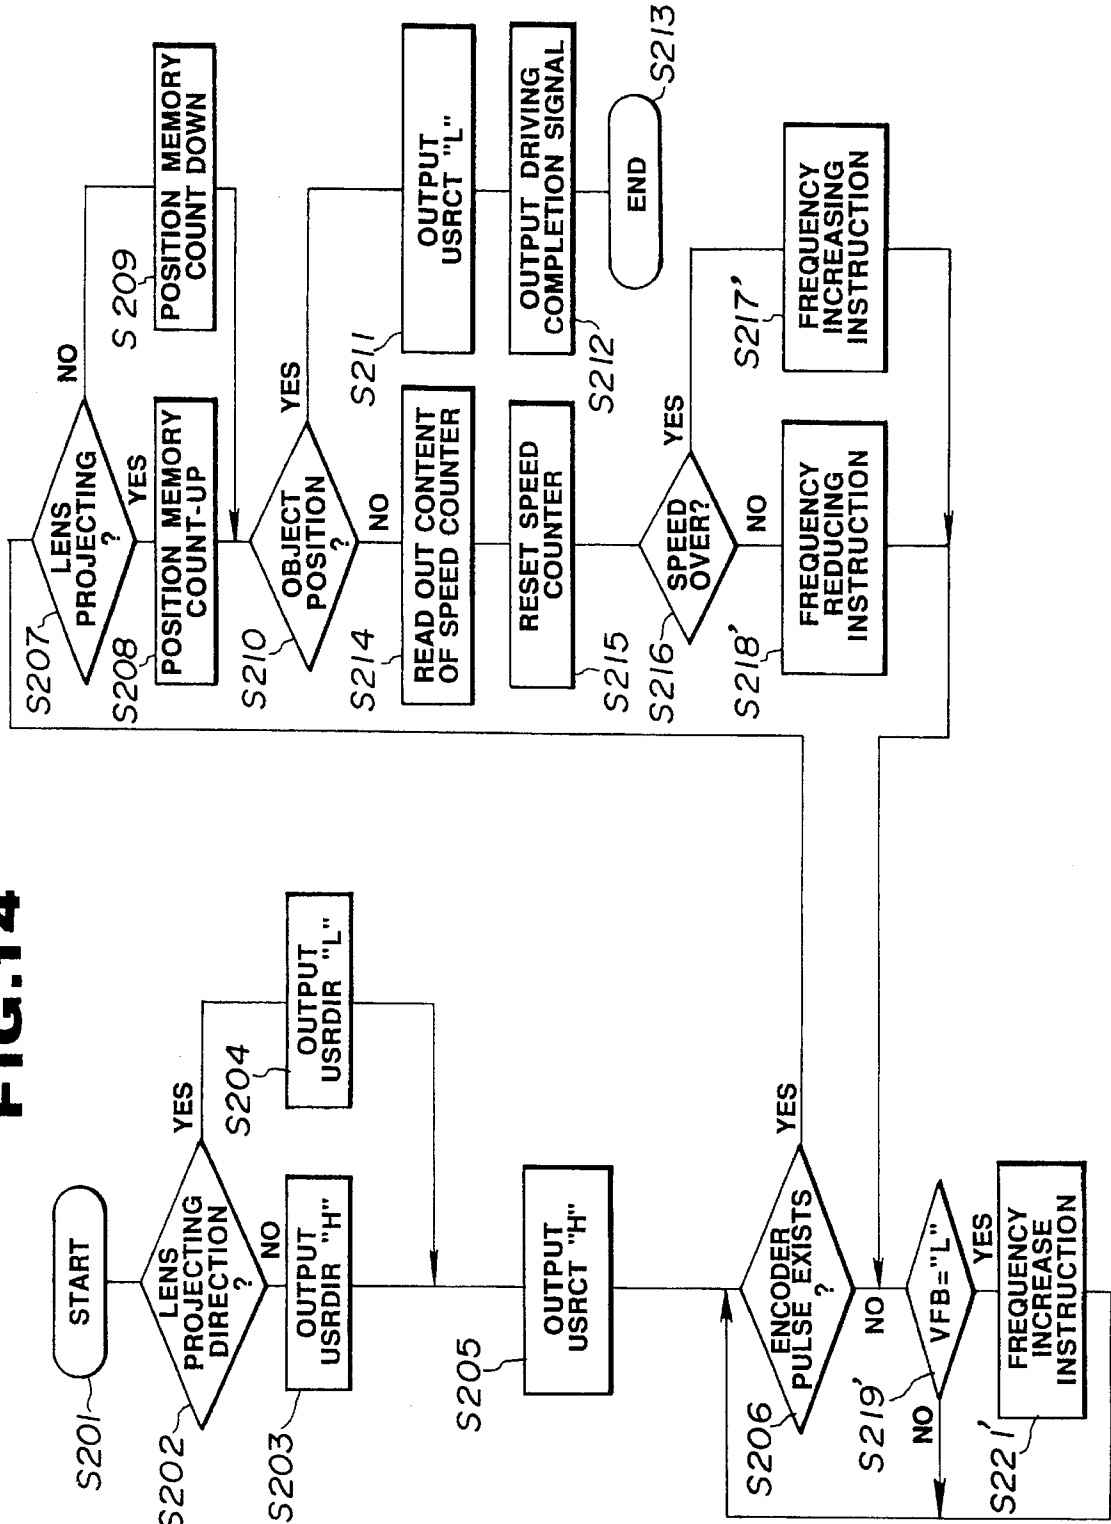 FIG.14
START
S201
LENS
PROJECTING
DIRECTION
?
S202
YES
NO
OUTPUT
USRDIR "H"
S203
OUTPUT
USRDIR "L"
S204
OUTPUT
USRCT "H"
S205
ENCODER
PULSE EXISTS
?
S206
YES
NO
VFB="L"
S219'
NO
YES
FREQUENCY
INCREASE
INSTRUCTION
S221'
LENS
PROJECTING
?
S207
NO
YES
POSITION MEMORY
COUNT-UP
S208
POSITION MEMORY
COUNT DOWN
S209
OBJECT
POSITION
?
S210
YES
NO
OUTPUT
USRCT "L"
S211
OUTPUT DRIVING
COMPLETION SIGNAL
S212
END
S213
READ OUT CONTENT
OF SPEED COUNTER
S214
RESET SPEED
COUNTER
S215
SPEED
OVER?
S216
YES
NO
FREQUENCY
INCREASING
INSTRUCTION
S217'
FREQUENCY
REDUCING
INSTRUCTION
S218'